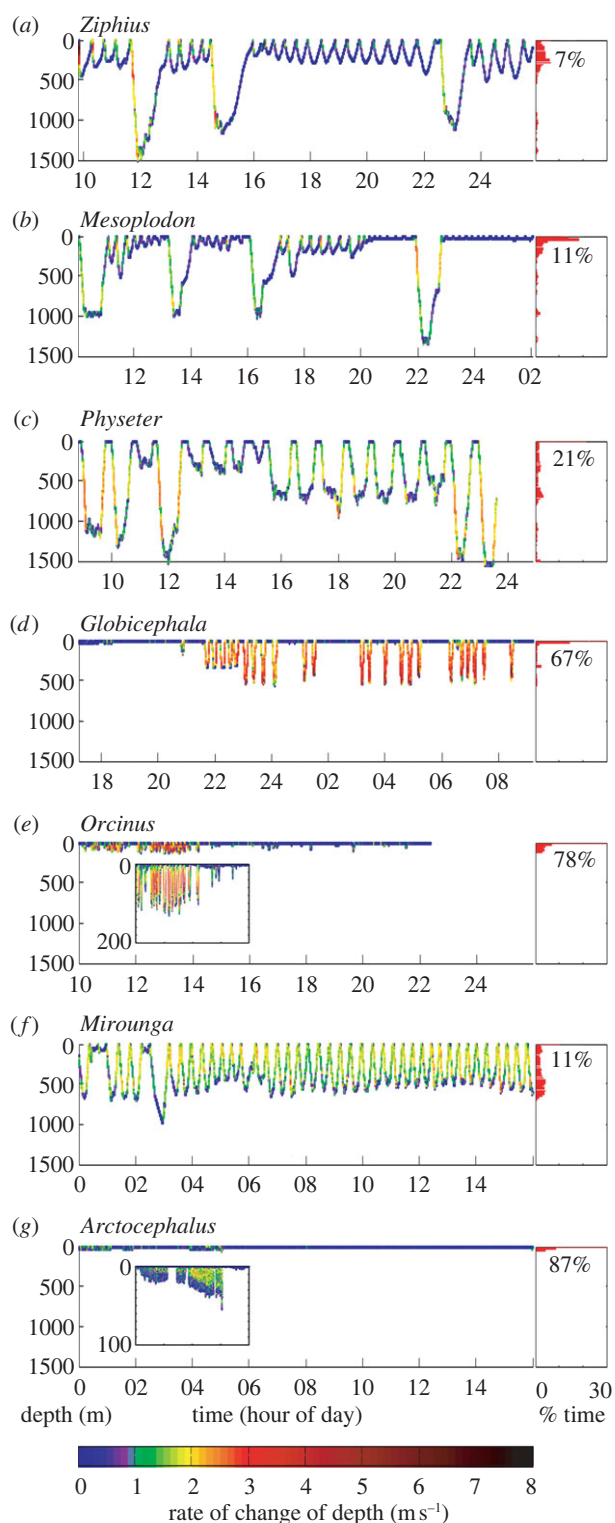 (a) Ziphius
0
500
1000
1500
7%
10 12 14 16 18 20 22 24
(b) Mesoplodon
0
500
1000
1500
11%
12 14 16 18 20 22 24 02
(c) Physeter
0
500
1000
1500
21%
10 12 14 16 18 20 22 24
(d) Globicephala
0
500
1000
1500
67%
18 20 22 24 02 04 06 08
(e) Orcinus
0
500
1000
1500
0
200
78%
10 12 14 16 18 20 22 24
(f) Mirounga
0
500
1000
1500
11%
0 02 04 06 08 10 12 14
(g) Arctocephalus
0
500
1000
1500
0
100
87%
0 02 04 06 08 10 12 14 0 30
depth (m) time (hour of day) % time
0 1 2 3 4 5 6 7 8
rate of change of depth (m s⁻¹)